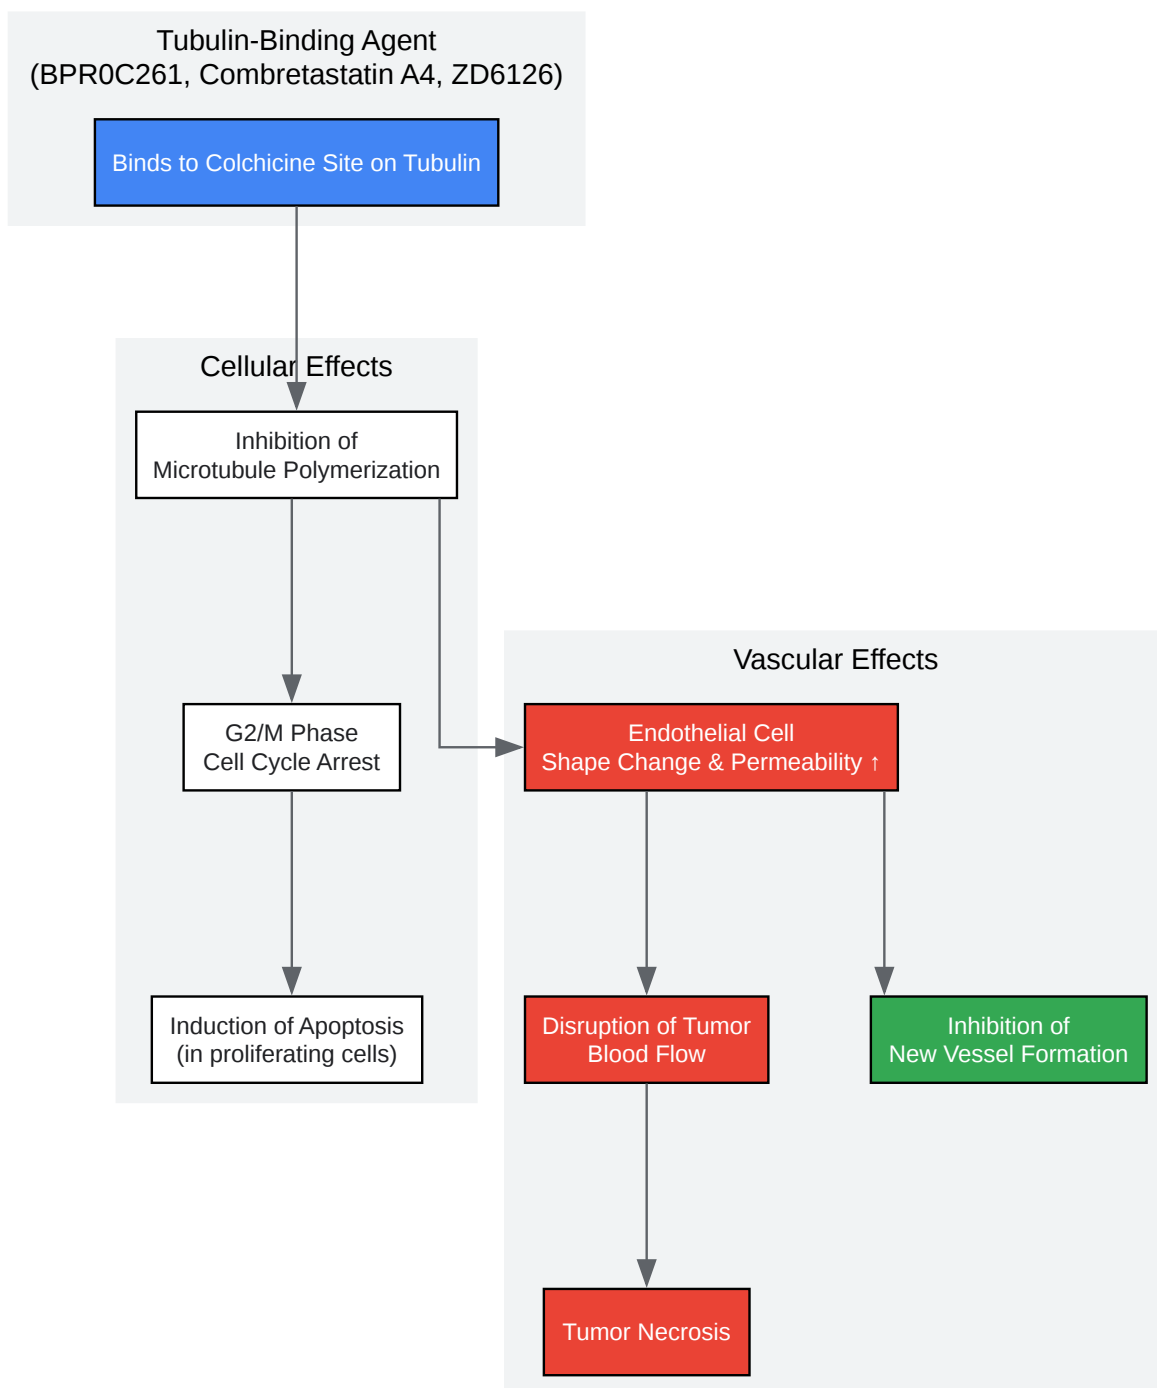 Tubulin-Binding Agent
(BPR0C261, Combretastatin A4, ZD6126)
Binds to Colchicine Site on Tubulin
Cellular Effects
Inhibition of
Microtubule Polymerization
G2/M Phase
Cell Cycle Arrest
Induction of Apoptosis
(in proliferating cells)
Vascular Effects
Endothelial Cell
Shape Change & Permeability ↑
Disruption of Tumor
Blood Flow
Inhibition of
New Vessel Formation
Tumor Necrosis